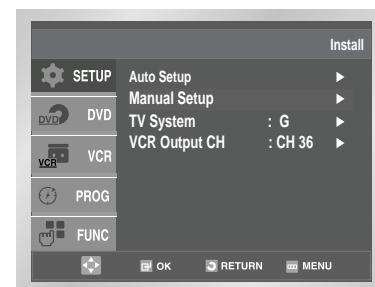 Install
SETUP
Auto Setup ►
Manual Setup ►
DVD DVD
TV System : G ►
VCR Output CH : CH 36 ►
VCR VCR
PROG
FUNC
OK RETURN MENU